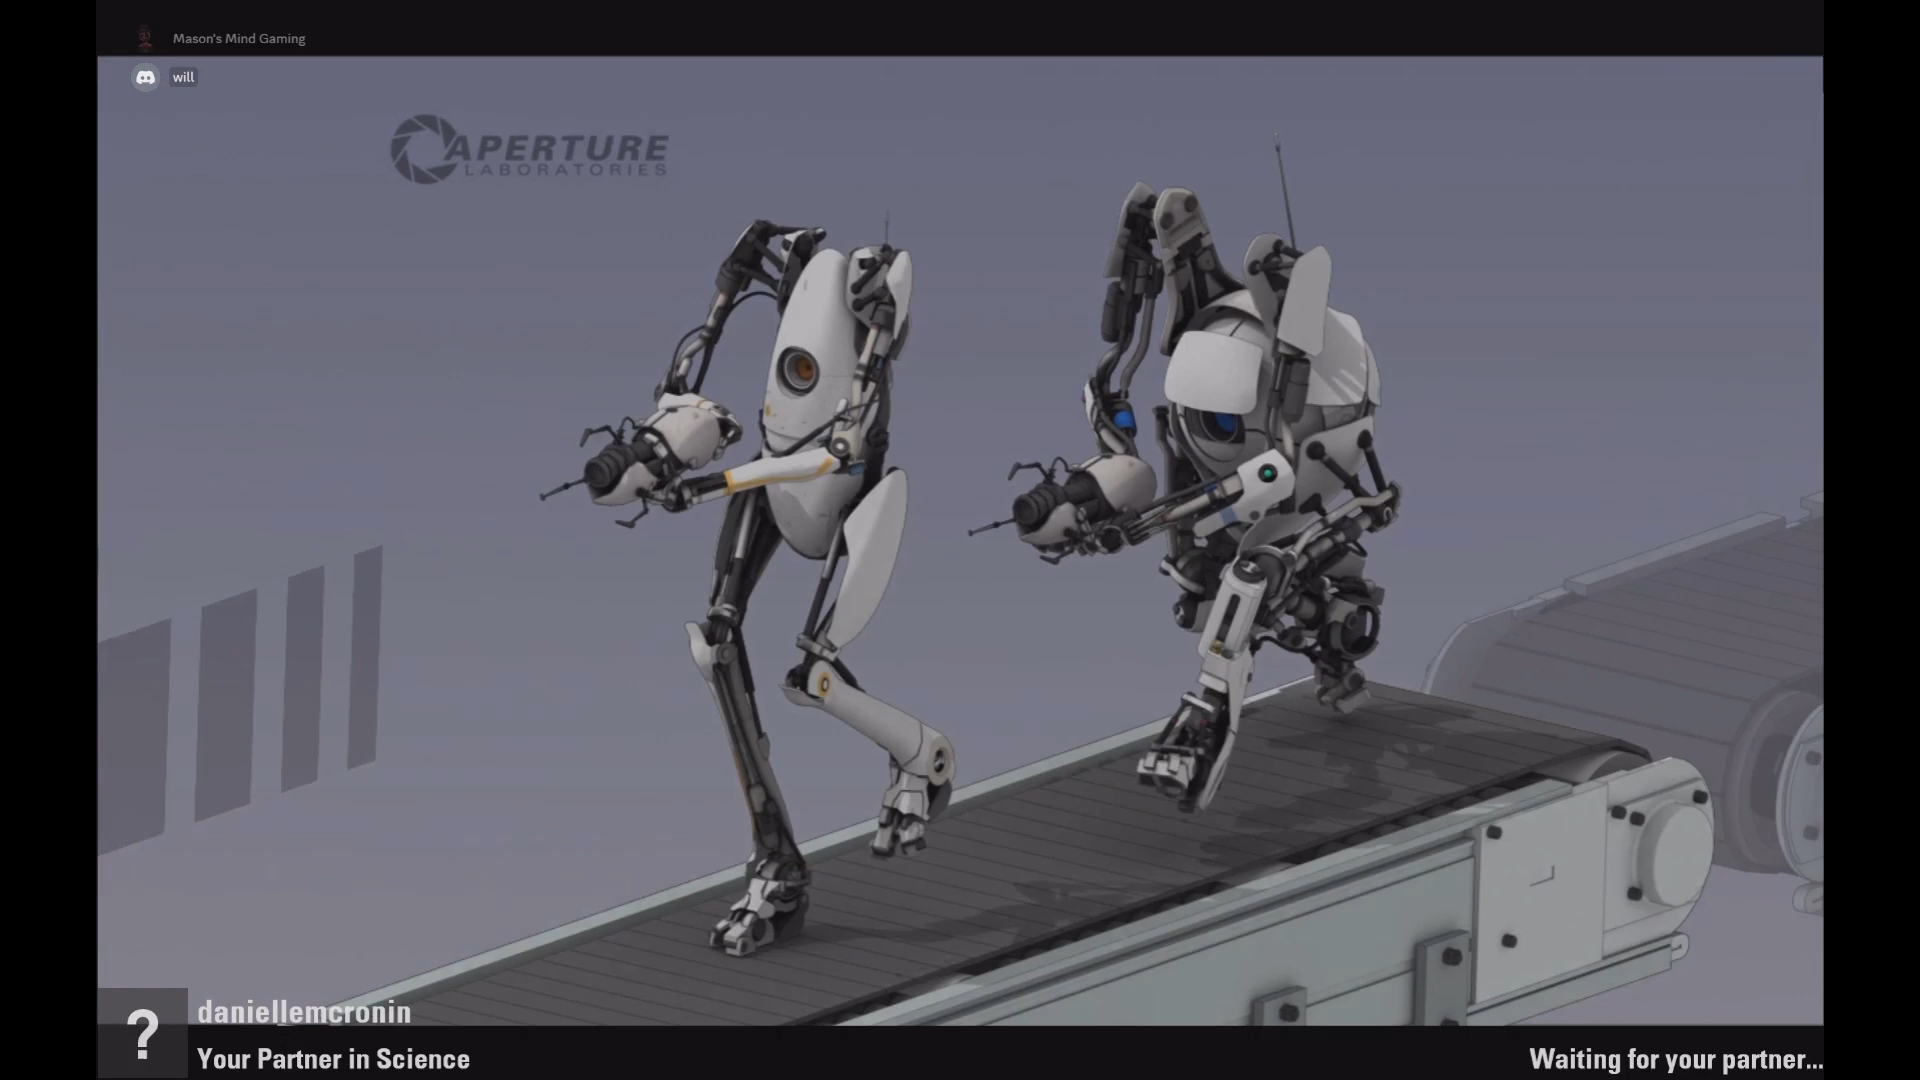 Mason's Mind Gaming
will
APERTURE
LABORATORIES
?
daniellemcronin
Your Partner in Science
Waiting for your partner...